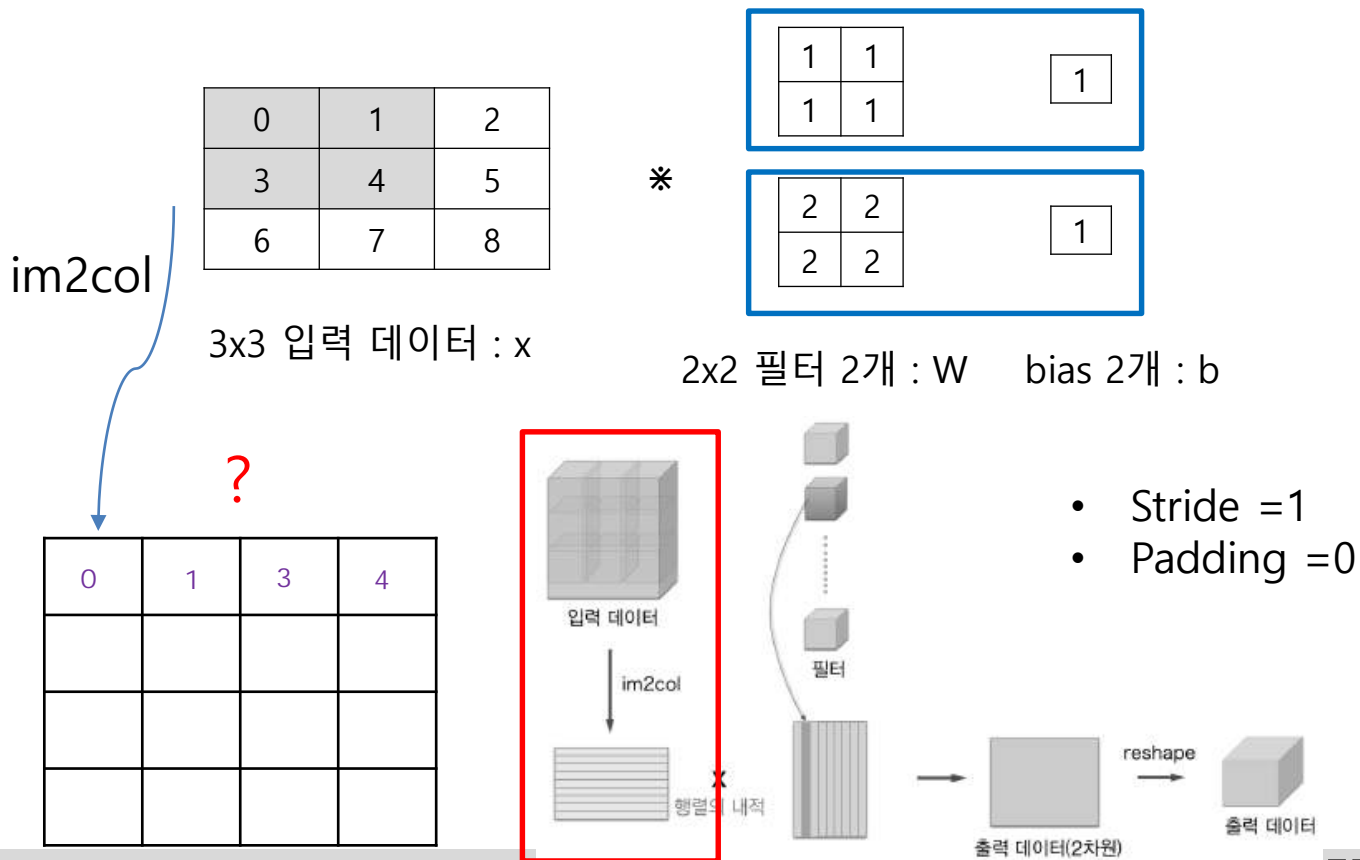 1 1
1 1
1
0 1 2
3 4 5
6 7 8
※
2 2
2 2
1
im2col
3x3 입력 데이터 : x
2x2 필터 2개 : W bias 2개 : b
?
0 1 3 4
• Stride =1
• Padding =0
입력 데이터
im2col
필터
X
행렬의 내적
reshape
출력 데이터(2차원)
출력 데이터